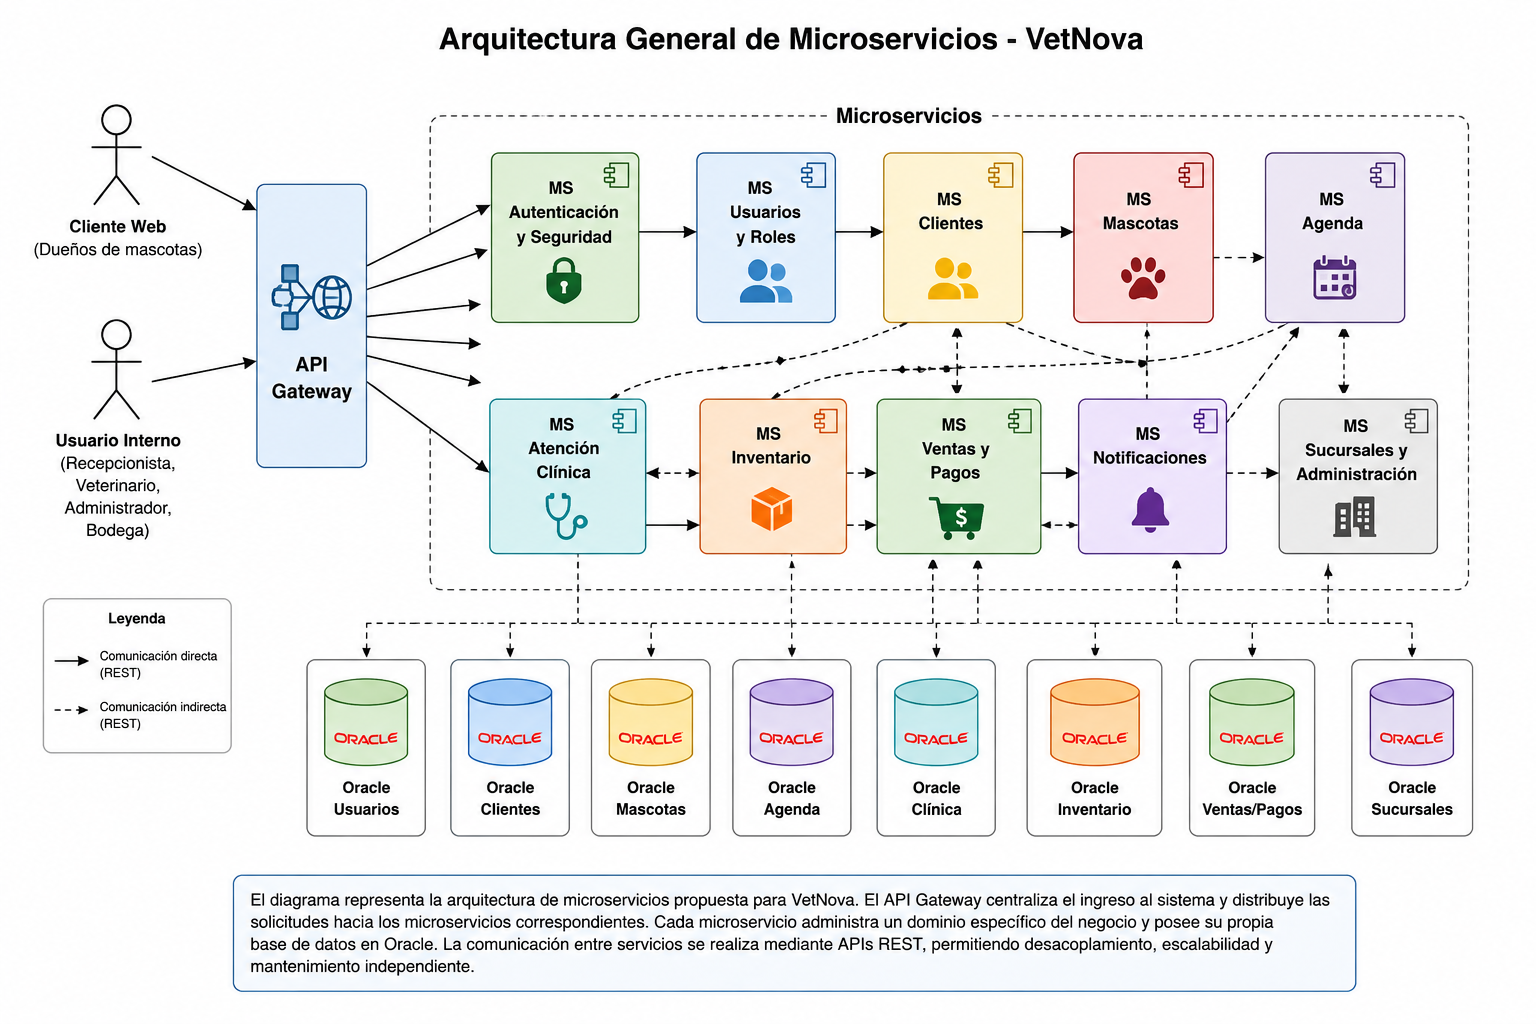 Arquitectura General de Microservicios - VetNova
Microservicios
Cliente Web
(Dueños de mascotas)
Usuario Interno
(Recepcionista,
Veterinario,
Administrador,
Bodega)
API
Gateway
MS
Autenticación
y Seguridad
MS
Usuarios
y Roles
MS
Clientes
MS
Mascotas
MS
Agenda
MS
Atención
Clínica
MS
Inventario
MS
Ventas y
Pagos
$
MS
Notificaciones
MS
Sucursales y
Administración
Leyenda
Comunicación directa
(REST)
Comunicación indirecta
(REST)
ORACLE
Oracle
Usuarios
ORACLE
Oracle
Clientes
ORACLE
Oracle
Mascotas
ORACLE
Oracle
Agenda
ORACLE
Oracle
Clínica
ORACLE
Oracle
Inventario
ORACLE
Oracle
Ventas/Pagos
ORACLE
Oracle
Sucursales
El diagrama representa la arquitectura de microservicios propuesta para VetNova. El API Gateway centraliza el ingreso al sistema y distribuye las
solicitudes hacia los microservicios correspondientes. Cada microservicio administra un dominio específico del negocio y posee su propia
base de datos en Oracle. La comunicación entre servicios se realiza mediante APIs REST, permitiendo desacoplamiento, escalabilidad y
mantenimiento independiente.